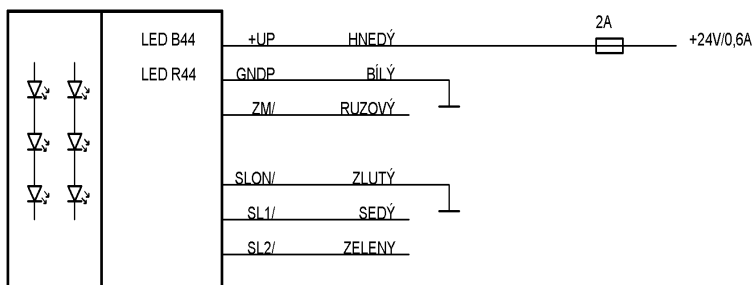 2A
LED B44 +UP HNEDÝ +24V/0,6A
LED R44 GNDP BÍLÝ
ZM/ RUZOVÝ
SLON/ ZLUTÝ
SL1/ SEDÝ
SL2/ ZELENY